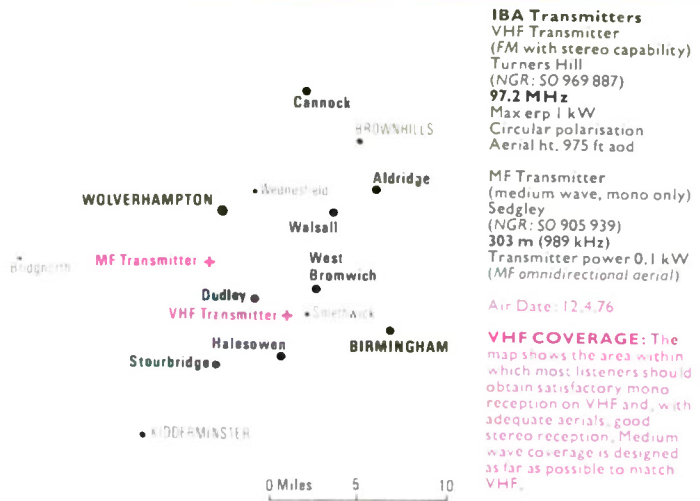 IBA Transmitters
VHF Transmitter
(FM with stereo capability)
Turners Hill
(NGR: SO 969 887)
97.2 MHz
Max erp 1 kW
Circular polarisation
Aerial ht. 975 ft aod
MF Transmitter
(medium wave, mono only)
Sedgley
(NGR: SO 905 939)
303 m (989 kHz)
Transmitter power 0.1 kW
(MF omnidirectional aerial)
Air Date: 12.4.76
VHF COVERAGE: The
map shows the area within
which most listeners should
obtain satisfactory mono
reception on VHF and, with
adequate aerials, good
stereo reception. Medium
wave coverage is designed
as far as possible to match
VHF.
Cannock
BROWNHILLS
Aldridge
Wednesfield
WOLVERHAMPTON
Walsall
Bridgnorth
MF Transmitter
West
Bromwich
Dudley
VHF Transmitter
Smethwick
Halesowen
BIRMINGHAM
Stourbridge
KIDDERMINSTER
0 Miles 5 10